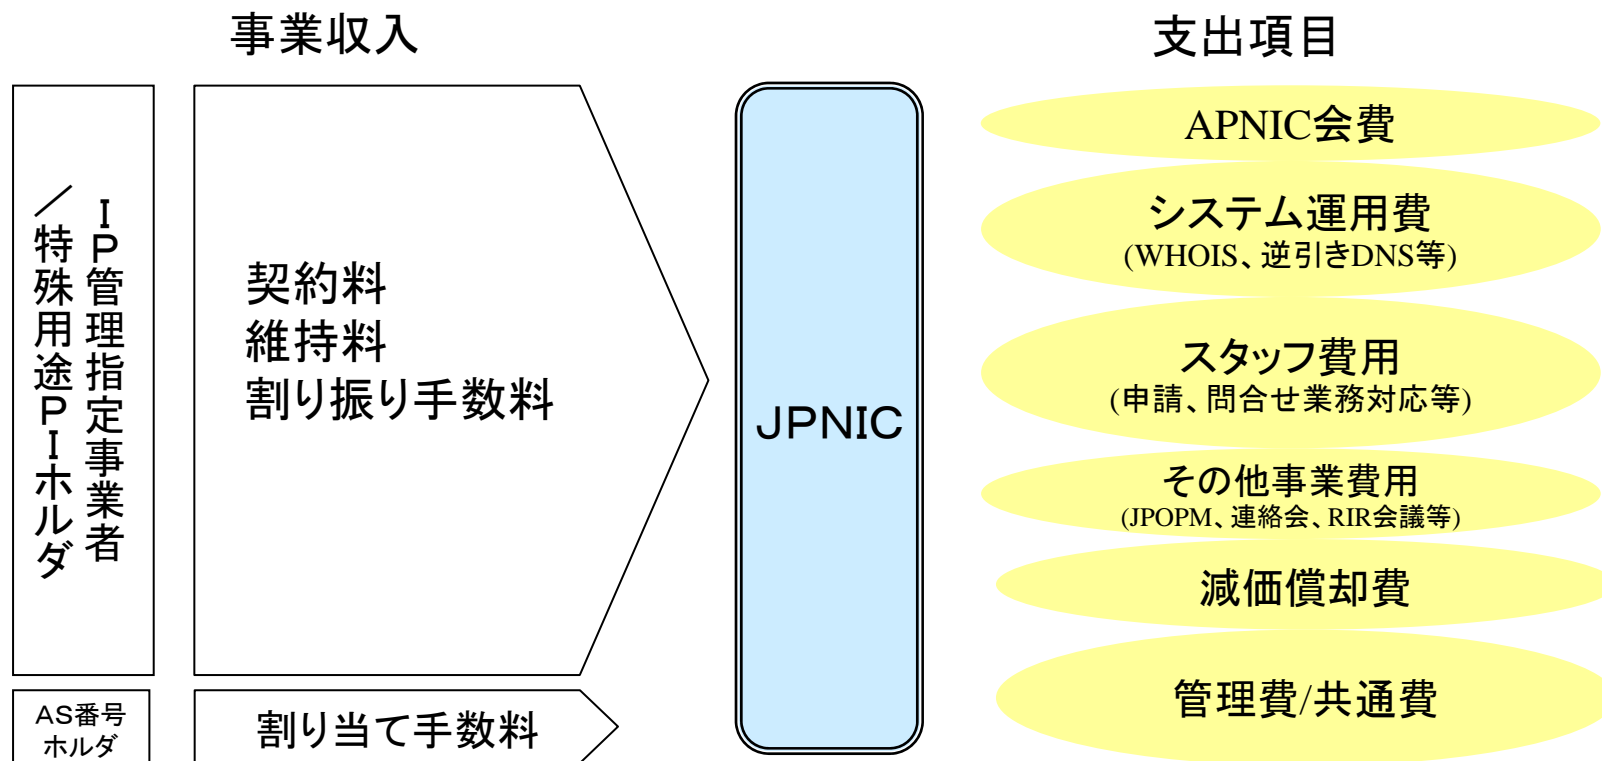 事業収入
支出項目
IP管理指定事業者
/特殊用途PIホルダ
契約料
維持料
割り振り手数料
AS番号
ホルダ
割り当て手数料
JPNIC
APNIC会費
システム運用費
(WHOIS、逆引きDNS等)
スタッフ費用
(申請、問合せ業務対応等)
その他事業費用
(JPOPM、連絡会、RIR会議等)
減価償却費
管理費/共通費